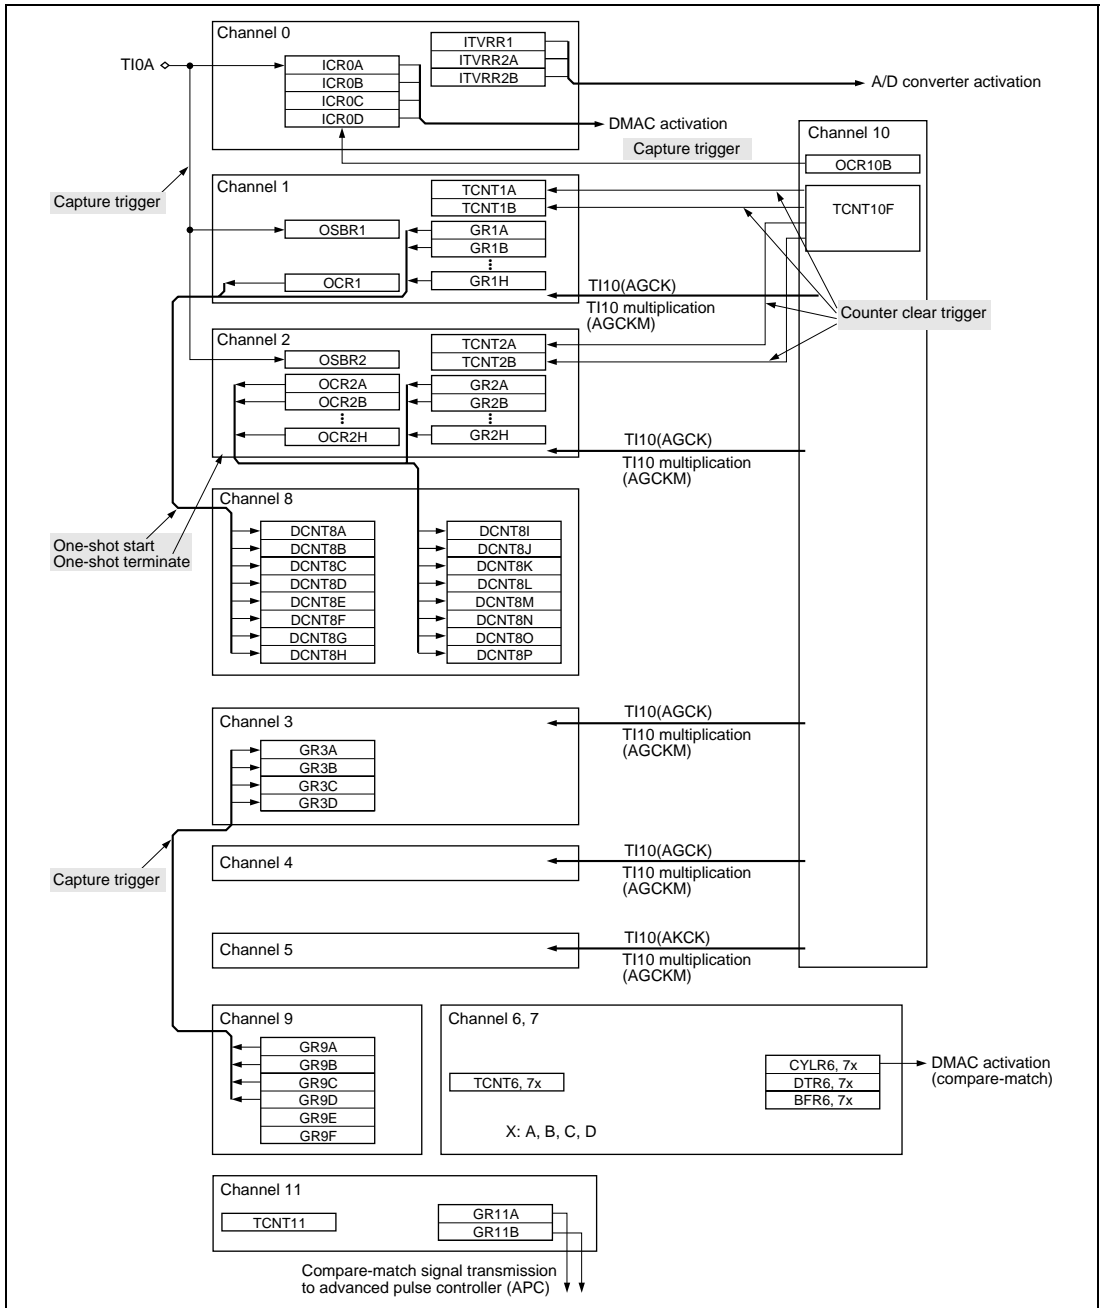 Channel 0
TI0A
ICR0A
ICR0B
ICR0C
ICR0D
ITVRR1
ITVRR2A
ITVRR2B
A/D converter activation
DMAC activation
Capture trigger
Channel 10
OCR10B
TCNT10F
Capture trigger
Channel 1
TCNT1A
TCNT1B
OSBR1
GR1A
GR1B
GR1H
OCR1
TI10(AGCK)
TI10 multiplication
(AGCKM)
Counter clear trigger
Channel 2
TCNT2A
TCNT2B
OSBR2
OCR2A
OCR2B
OCR2H
GR2A
GR2B
GR2H
TI10(AGCK)
TI10 multiplication
(AGCKM)
Channel 8
One-shot start
One-shot terminate
DCNT8A
DCNT8B
DCNT8C
DCNT8D
DCNT8E
DCNT8F
DCNT8G
DCNT8H
DCNT8I
DCNT8J
DCNT8K
DCNT8L
DCNT8M
DCNT8N
DCNT8O
DCNT8P
Channel 3
GR3A
GR3B
GR3C
GR3D
TI10(AGCK)
TI10 multiplication
(AGCKM)
Capture trigger
Channel 4
TI10(AGCK)
TI10 multiplication
(AGCKM)
Channel 5
TI10(AKCK)
TI10 multiplication
(AGCKM)
Channel 9
GR9A
GR9B
GR9C
GR9D
GR9E
GR9F
Channel 6, 7
TCNT6, 7x
X: A, B, C, D
CYLR6, 7x
DTR6, 7x
BFR6, 7x
DMAC activation
(compare-match)
Channel 11
TCNT11
GR11A
GR11B
Compare-match signal transmission
to advanced pulse controller (APC)